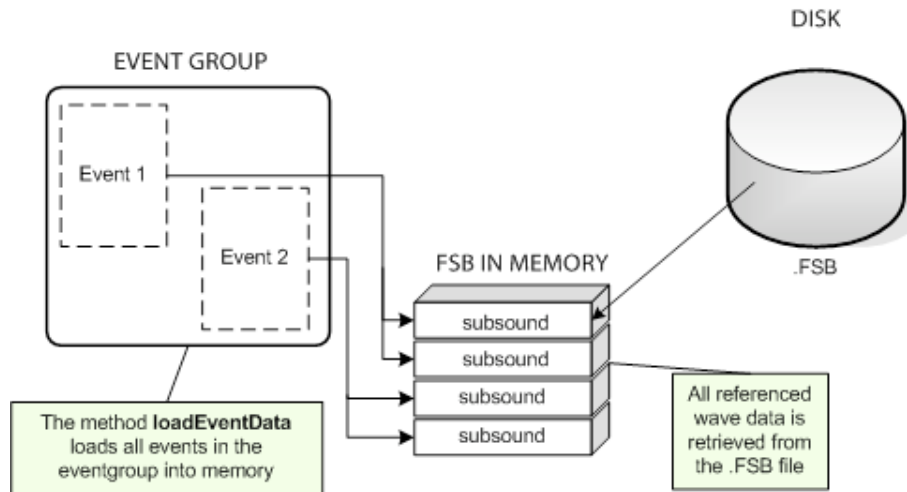 DISK
EVENT GROUP
Event 1
Event 2
.FSB
FSB IN MEMORY
subsound
subsound
subsound
subsound
The method loadEventData
loads all events in the
eventgroup into memory
All referenced
wave data is
retrieved from
the .FSB file